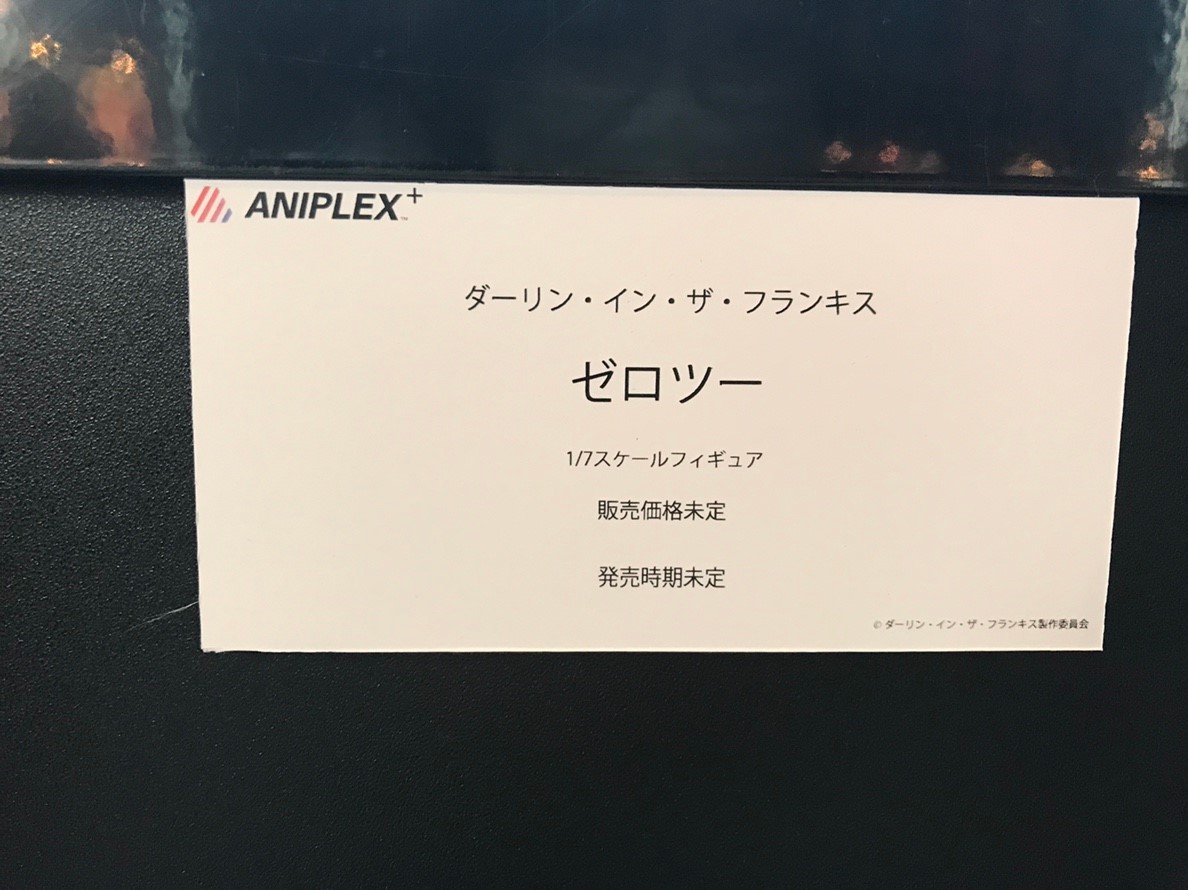 ANIPLEX+
ダーリン・イン・ザ・フランキス
ゼロツー
1/7スケールフィギュア
販売価格未定
発売時期未定
© ダーリン・イン・ザ・フランキス製作委員会